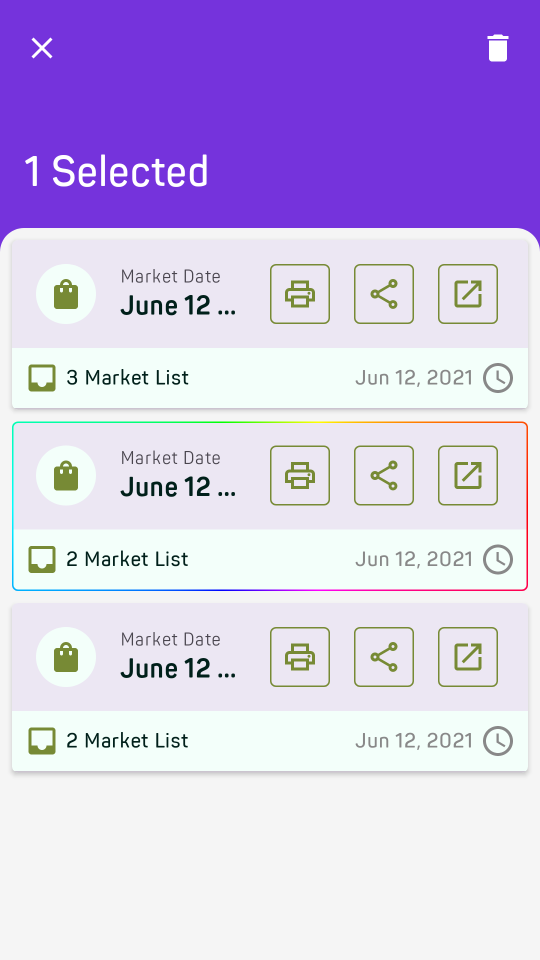 1 Selected
Market Date
June 12 ...
3 Market List
Jun 12, 2021
Market Date
June 12 ...
2 Market List
Jun 12, 2021
Market Date
June 12 ...
2 Market List
Jun 12, 2021